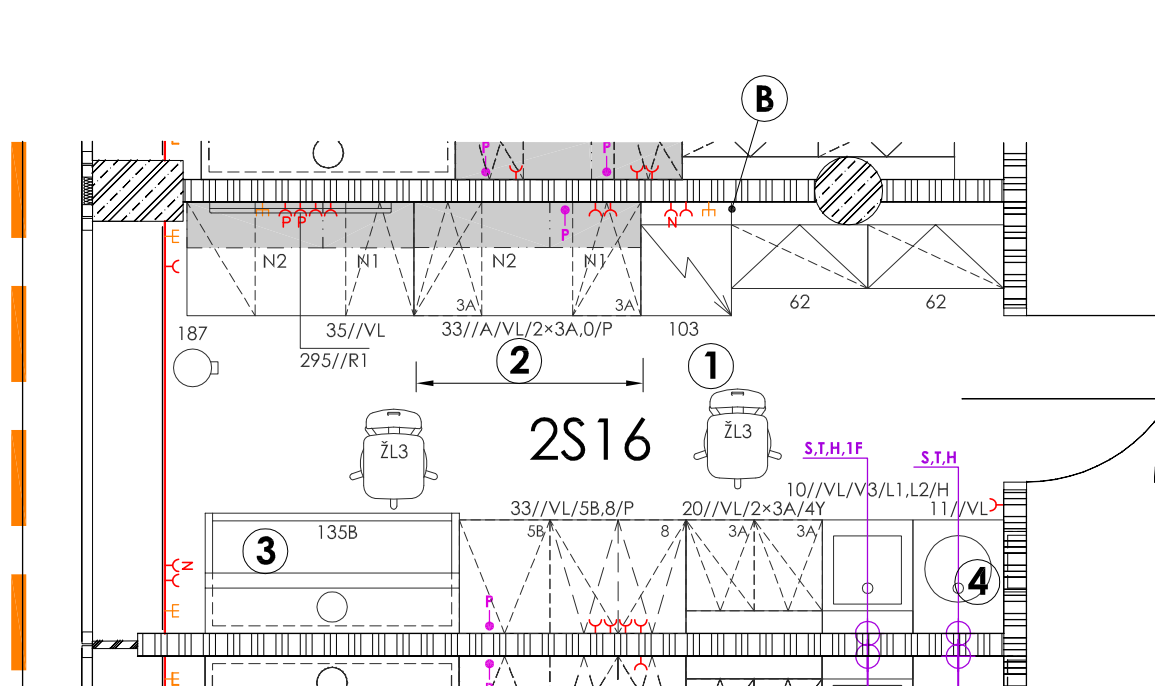 B
P
P
E
P P
P
N
E
N2
N1
N2
N1
3A
3A
62
62
187
35//VL
33//A/VL/2×3A,0/P
103
295//R1
2
1
2S16
ŽL3
ŽL3
S,T,H,1F
S,T,H
10//VL/V3/L1,L2/H
33//VL/5B,8/P
20//VL/2×3A/4Y
11//VL
135B
5B
8
3A
3A
3
N
4
P
E
E
P